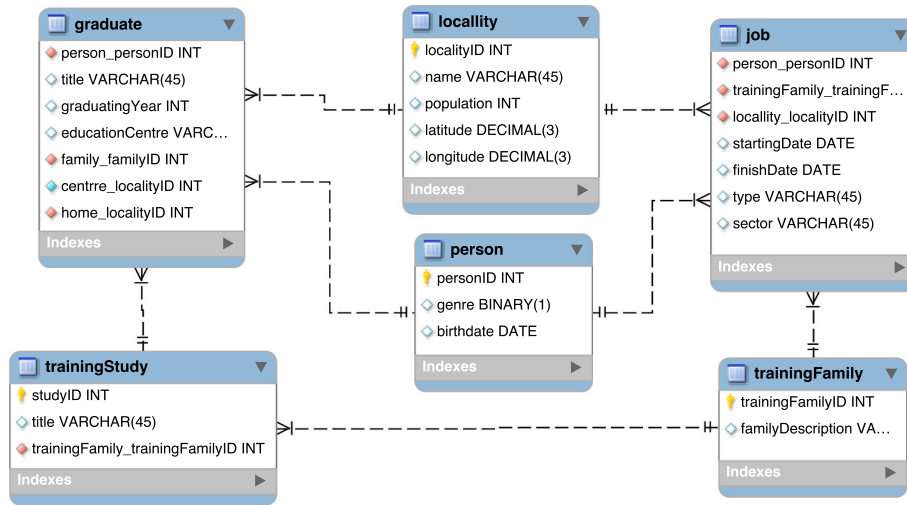 graduate
person_personID INT
title VARCHAR(45)
graduatingYear INT
educationCentre VARC...
family_familyID INT
centrre_localityID INT
home_localityID INT
Indexes
locallity
localityID INT
name VARCHAR(45)
population INT
latitude DECIMAL(3)
longitude DECIMAL(3)
Indexes
job
person_personID INT
trainingFamily_trainingF...
locallity_localityID INT
startingDate DATE
finishDate DATE
type VARCHAR(45)
sector VARCHAR(45)
Indexes
person
personID INT
genre BINARY(1)
birthdate DATE
Indexes
trainingStudy
studyID INT
title VARCHAR(45)
trainingFamily_trainingFamilyID INT
Indexes
trainingFamily
trainingFamilyID INT
familyDescription VA...
Indexes